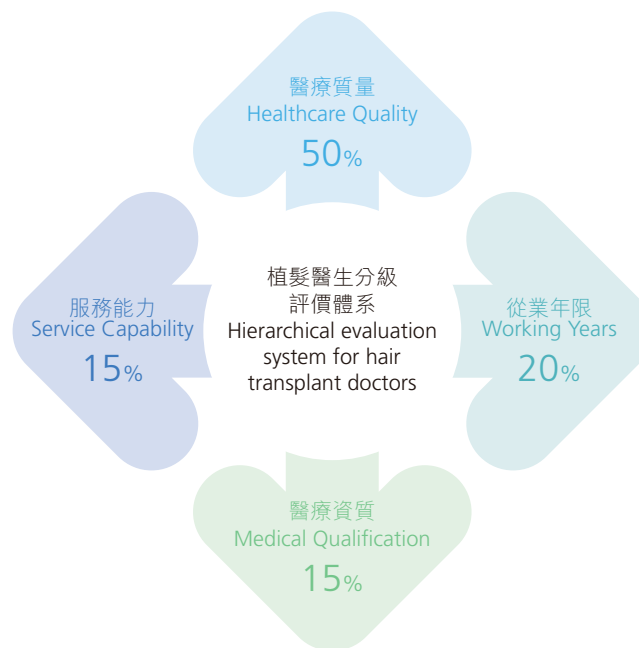 醫療質量
Healthcare Quality
50%
植髮醫生分級
評價體系
Hierarchical evaluation
system for hair
transplant doctors
服務能力
Service Capability
15%
從業年限
Working Years
20%
醫療資質
Medical Qualification
15%